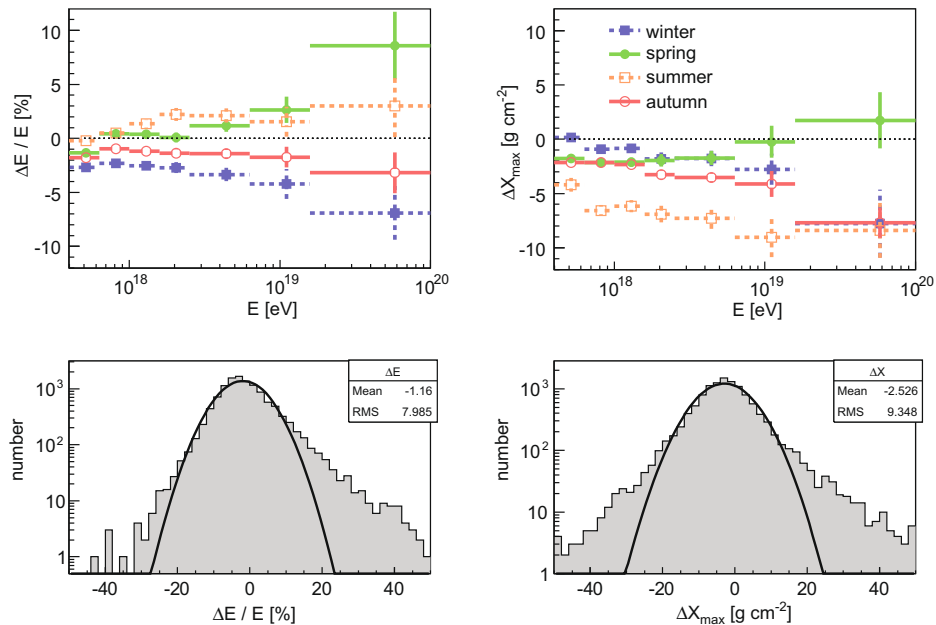 10
5
0
-5
-10
ΔE / E [%]
10^18
10^19
10^20
E [eV]
10
5
0
-5
-10
ΔX_max [g cm^-2]
winter
spring
summer
autumn
10^18
10^19
10^20
E [eV]
10^3
10^2
10
1
number
ΔE
Mean -1.16
RMS 7.985
-40 -20 0 20 40
ΔE / E [%]
10^3
10^2
10
1
number
ΔX
Mean -2.526
RMS 9.348
-40 -20 0 20 40
ΔX_max [g cm^-2]